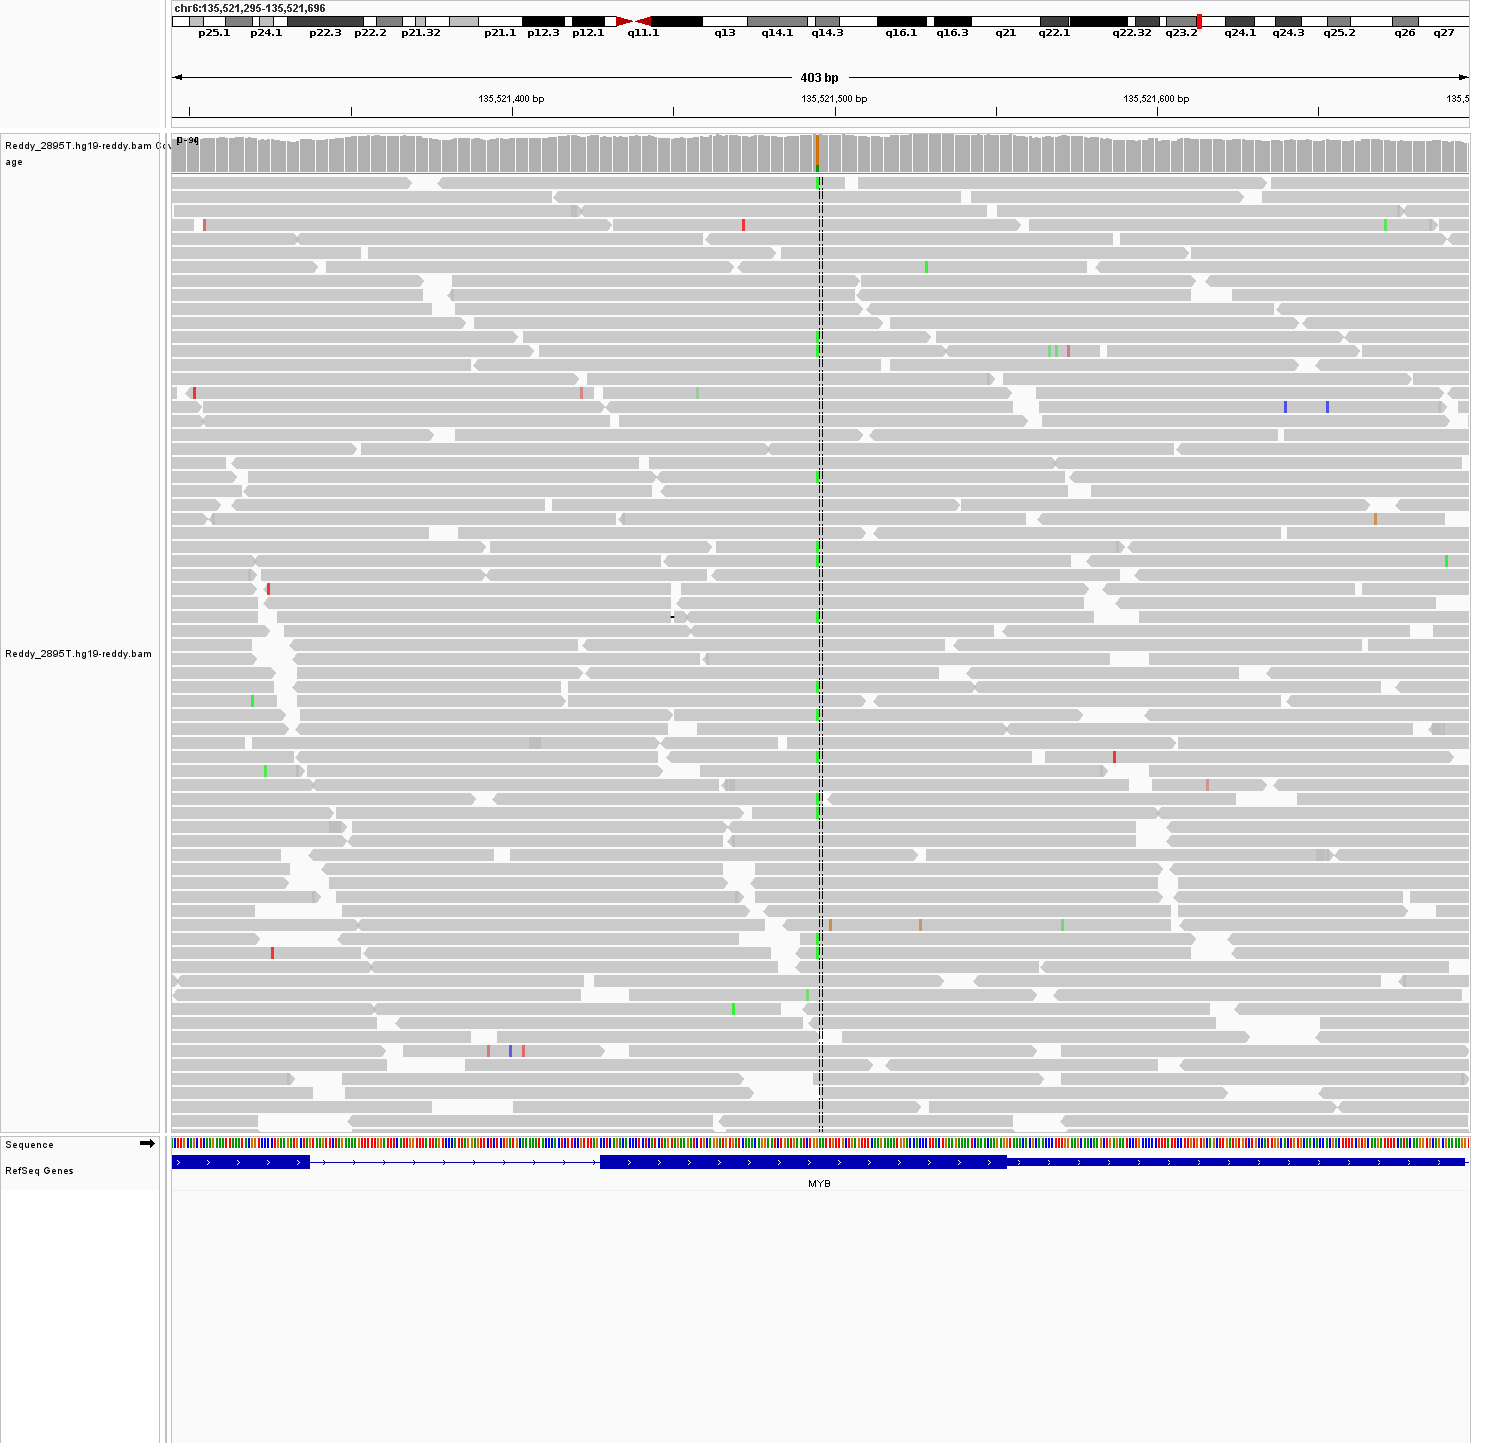 chr6:135,521,295-135,521,696
p25.1 p24.1 p22.3 p22.2 p21.32 p21.1 p12.3 p12.1 q11.1 q13 q14.1 q14.3 q16.1 q16.3 q21 q22.1 q22.32 q23.2 q24.1 q24.3 q25.2 q26 q27
403 bp
135,521,400 bp 135,521,500 bp 135,521,600 bp 135,5
Reddy_2895T.hg19-reddy.bam
age
Reddy_2895T.hg19-reddy.bam
Sequence
RefSeq Genes
MYB